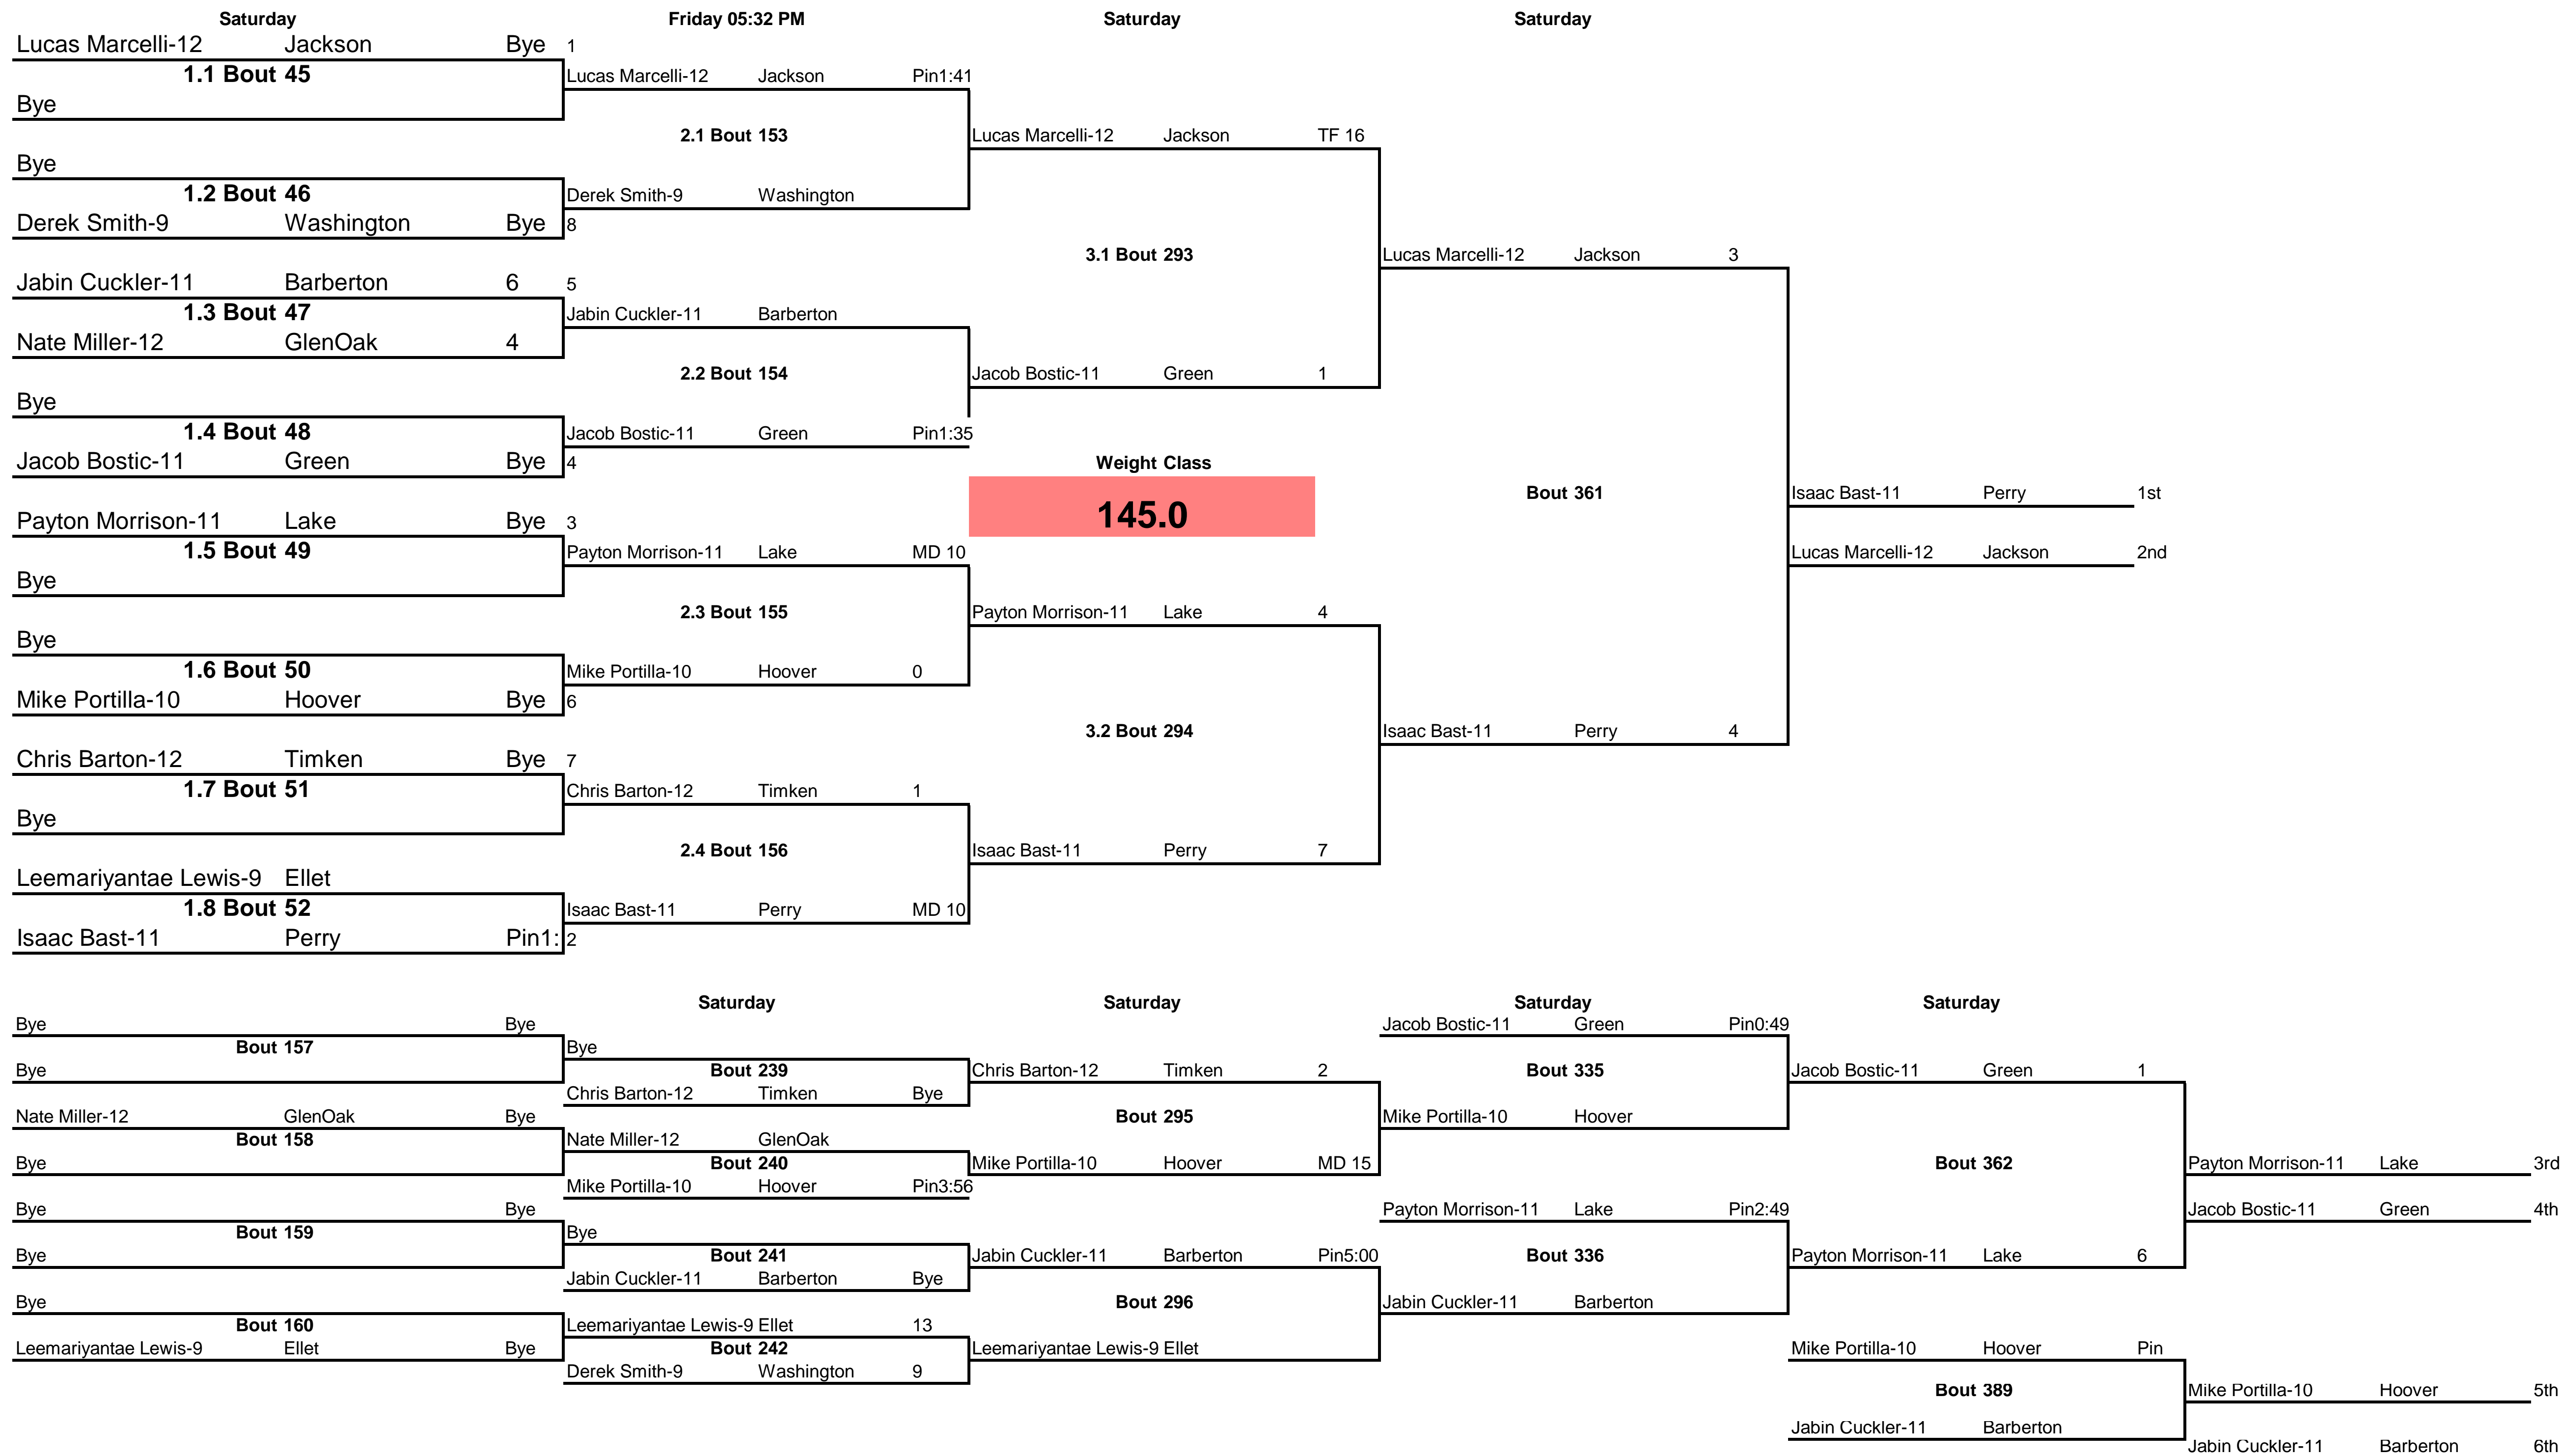 Saturday Friday 05:32 PM Saturday Saturday
Lucas Marcelli-12 Jackson Bye 1
1.1 Bout 45
Lucas Marcelli-12 Jackson Pin1:41
Bye
2.1 Bout 153
Lucas Marcelli-12 Jackson TF 16
Bye
1.2 Bout 46
Derek Smith-9 Washington
Derek Smith-9 Washington Bye 8
3.1 Bout 293
Lucas Marcelli-12 Jackson 3
Jabin Cuckler-11 Barberton 6 5
1.3 Bout 47
Jabin Cuckler-11 Barberton
Nate Miller-12 GlenOak 4
2.2 Bout 154
Jacob Bostic-11 Green 1
Bye
1.4 Bout 48
Jacob Bostic-11 Green Pin1:35
Jacob Bostic-11 Green Bye 4
Weight Class
145.0
Bout 361
Isaac Bast-11 Perry 1st
Payton Morrison-11 Lake Bye 3
1.5 Bout 49
Payton Morrison-11 Lake MD 10
Lucas Marcelli-12 Jackson 2nd
Bye
2.3 Bout 155
Payton Morrison-11 Lake 4
Bye
1.6 Bout 50
Mike Portilla-10 Hoover 0
Mike Portilla-10 Hoover Bye 6
3.2 Bout 294
Isaac Bast-11 Perry 4
Chris Barton-12 Timken Bye 7
1.7 Bout 51
Chris Barton-12 Timken 1
Bye
2.4 Bout 156
Isaac Bast-11 Perry 7
Leemariyantae Lewis-9 Ellet
1.8 Bout 52
Isaac Bast-11 Perry MD 10
Isaac Bast-11 Perry Pin1: 2
Saturday Saturday Saturday Saturday
Bye Bye
Jacob Bostic-11 Green Pin0:49
Bout 157
Bye
Bye
Bout 239
Chris Barton-12 Timken 2
Bout 335
Jacob Bostic-11 Green 1
Chris Barton-12 Timken Bye
Nate Miller-12 GlenOak Bye
Bout 295
Mike Portilla-10 Hoover
Bout 158
Nate Miller-12 GlenOak
Bye
Bout 240
Mike Portilla-10 Hoover MD 15
Bout 362
Payton Morrison-11 Lake 3rd
Mike Portilla-10 Hoover Pin3:56
Bye Bye
Payton Morrison-11 Lake Pin2:49
Jacob Bostic-11 Green 4th
Bout 159
Bye
Bye
Bout 241
Jabin Cuckler-11 Barberton Pin5:00
Bout 336
Payton Morrison-11 Lake 6
Jabin Cuckler-11 Barberton Bye
Bye
Bout 296
Jabin Cuckler-11 Barberton
Bout 160
Leemariyantae Lewis-9 Ellet 13
Leemariyantae Lewis-9 Ellet Bye
Bout 242
Leemariyantae Lewis-9 Ellet
Mike Portilla-10 Hoover Pin
Derek Smith-9 Washington 9
Bout 389
Mike Portilla-10 Hoover 5th
Jabin Cuckler-11 Barberton
Jabin Cuckler-11 Barberton 6th